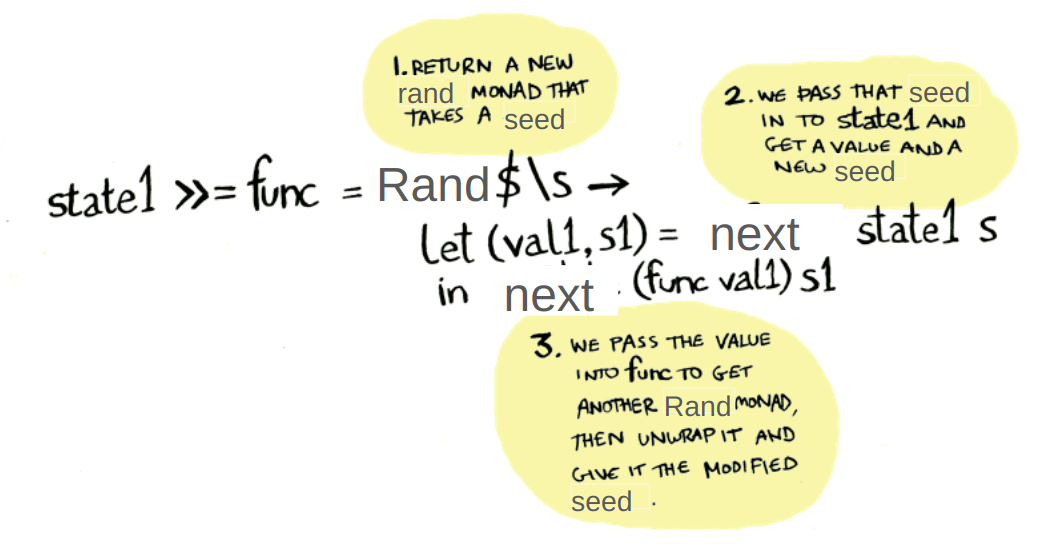 1. RETURN A NEW
rand MONAD THAT
TAKES A seed
2. WE PASS THAT seed
IN TO state1 AND
GET A VALUE AND A
NEW seed
state1 >>= func = Rand $ \s →
let (val1, s1) = next state1 s
in next (func val1) s1
3. WE PASS THE VALUE
INTO func TO GET
ANOTHER Rand MONAD,
THEN UNWRAP IT AND
GIVE IT THE MODIFIED
seed .